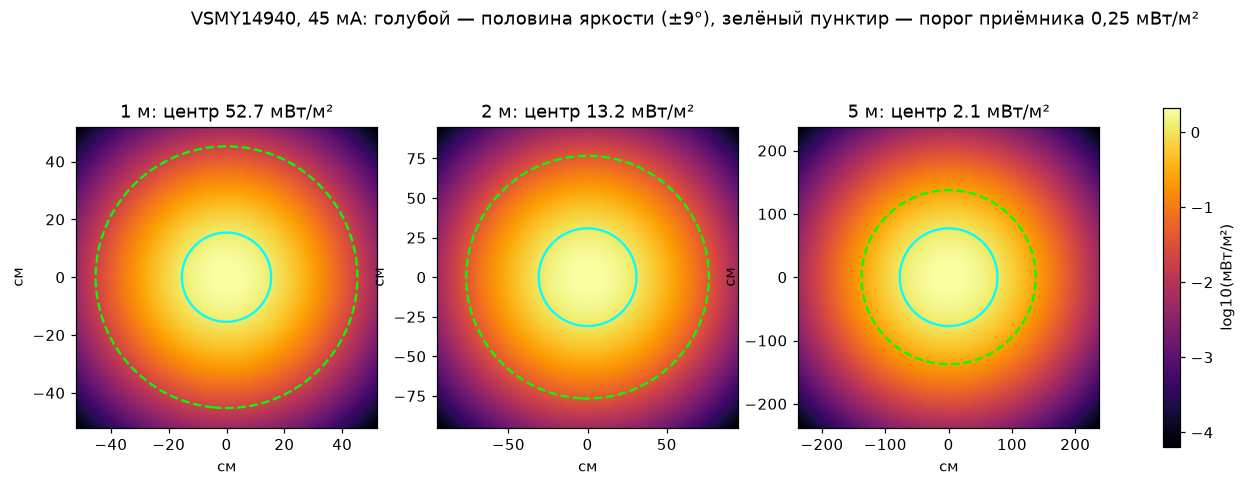 VSMY14940, 45 мА: голубой — половина яркости (±9°), зелёный пунктир — порог приёмника 0,25 мВт/м²
1 м: центр 52.7 мВт/м²
40
20
0
−20
−40
см
−40 −20 0 20 40
см
2 м: центр 13.2 мВт/м²
75
50
25
0
−25
−50
−75
см
−50 0 50
см
5 м: центр 2.1 мВт/м²
200
100
0
−100
−200
см
−200 −100 0 100 200
см
0
−1
−2
−3
−4
log10(мВт/м²)